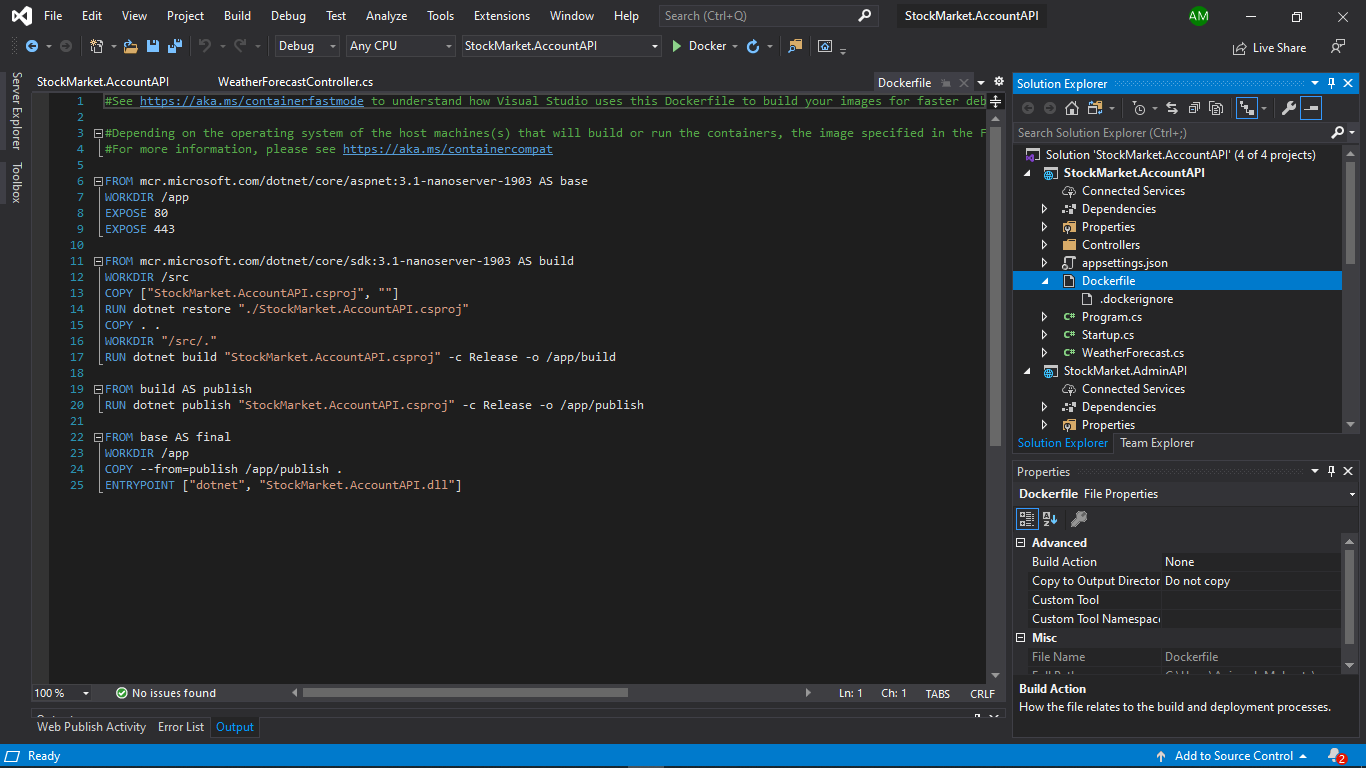 File Edit View Project Build Debug Test Analyze Tools Extensions Window Help Search (Ctrl+Q) StockMarket.AccountAPI AM
Debug Any CPU StockMarket.AccountAPI Docker Live Share
Server Explorer
Toolbox
StockMarket.AccountAPI WeatherForecastController.cs Dockerfile
1 #See https://aka.ms/containerfastmode to understand how Visual Studio uses this Dockerfile to build your images for faster deb
2
3 #Depending on the operating system of the host machines(s) that will build or run the containers, the image specified in the F
4 #For more information, please see https://aka.ms/containercompat
5
6 FROM mcr.microsoft.com/dotnet/core/aspnet:3.1-nanoserver-1903 AS base
7 WORKDIR /app
8 EXPOSE 80
9 EXPOSE 443
10
11 FROM mcr.microsoft.com/dotnet/core/sdk:3.1-nanoserver-1903 AS build
12 WORKDIR /src
13 COPY ["StockMarket.AccountAPI.csproj", ""]
14 RUN dotnet restore "./StockMarket.AccountAPI.csproj"
15 COPY . .
16 WORKDIR "/src/."
17 RUN dotnet build "StockMarket.AccountAPI.csproj" -c Release -o /app/build
18
19 FROM build AS publish
20 RUN dotnet publish "StockMarket.AccountAPI.csproj" -c Release -o /app/publish
21
22 FROM base AS final
23 WORKDIR /app
24 COPY --from=publish /app/publish .
25 ENTRYPOINT ["dotnet", "StockMarket.AccountAPI.dll"]
100 % No issues found Ln: 1 Ch: 1 TABS CRLF
Web Publish Activity Error List Output
Solution Explorer
Search Solution Explorer (Ctrl+;)
Solution 'StockMarket.AccountAPI' (4 of 4 projects)
StockMarket.AccountAPI
Connected Services
Dependencies
Properties
Controllers
appsettings.json
Dockerfile
.dockerignore
C# Program.cs
C# Startup.cs
C# WeatherForecast.cs
StockMarket.AdminAPI
Connected Services
Dependencies
Properties
Solution Explorer Team Explorer
Properties
Dockerfile File Properties
Advanced
Build Action None
Copy to Output Director Do not copy
Custom Tool
Custom Tool Namespac
Misc
File Name Dockerfile
Build Action
How the file relates to the build and deployment processes.
Ready Add to Source Control 2